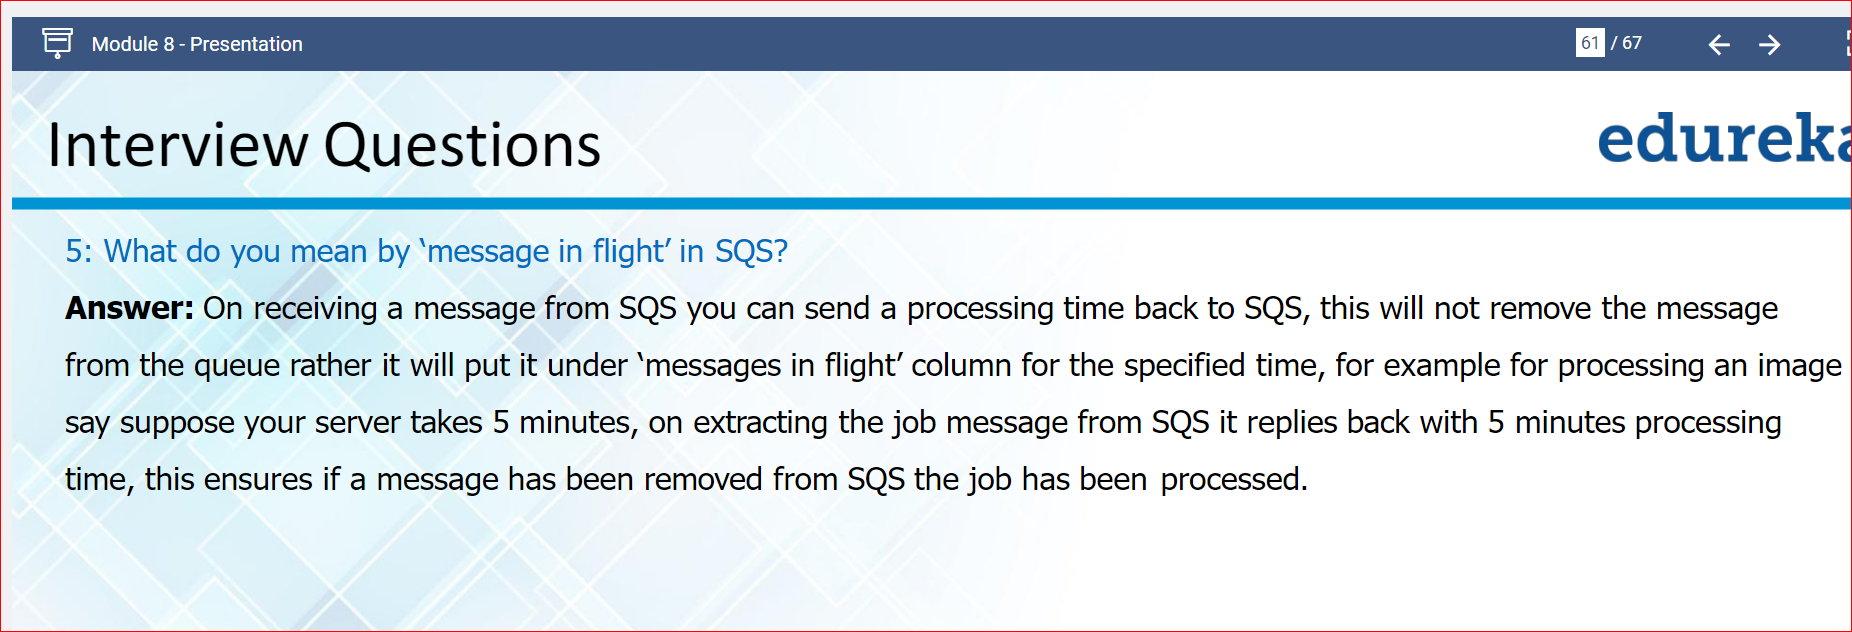 Module 8 - Presentation
61 / 67
Interview Questions
edureka
5: What do you mean by ‘message in flight’ in SQS?
Answer: On receiving a message from SQS you can send a processing time back to SQS, this will not remove the message
from the queue rather it will put it under ‘messages in flight’ column for the specified time, for example for processing an image
say suppose your server takes 5 minutes, on extracting the job message from SQS it replies back with 5 minutes processing
time, this ensures if a message has been removed from SQS the job has been processed.